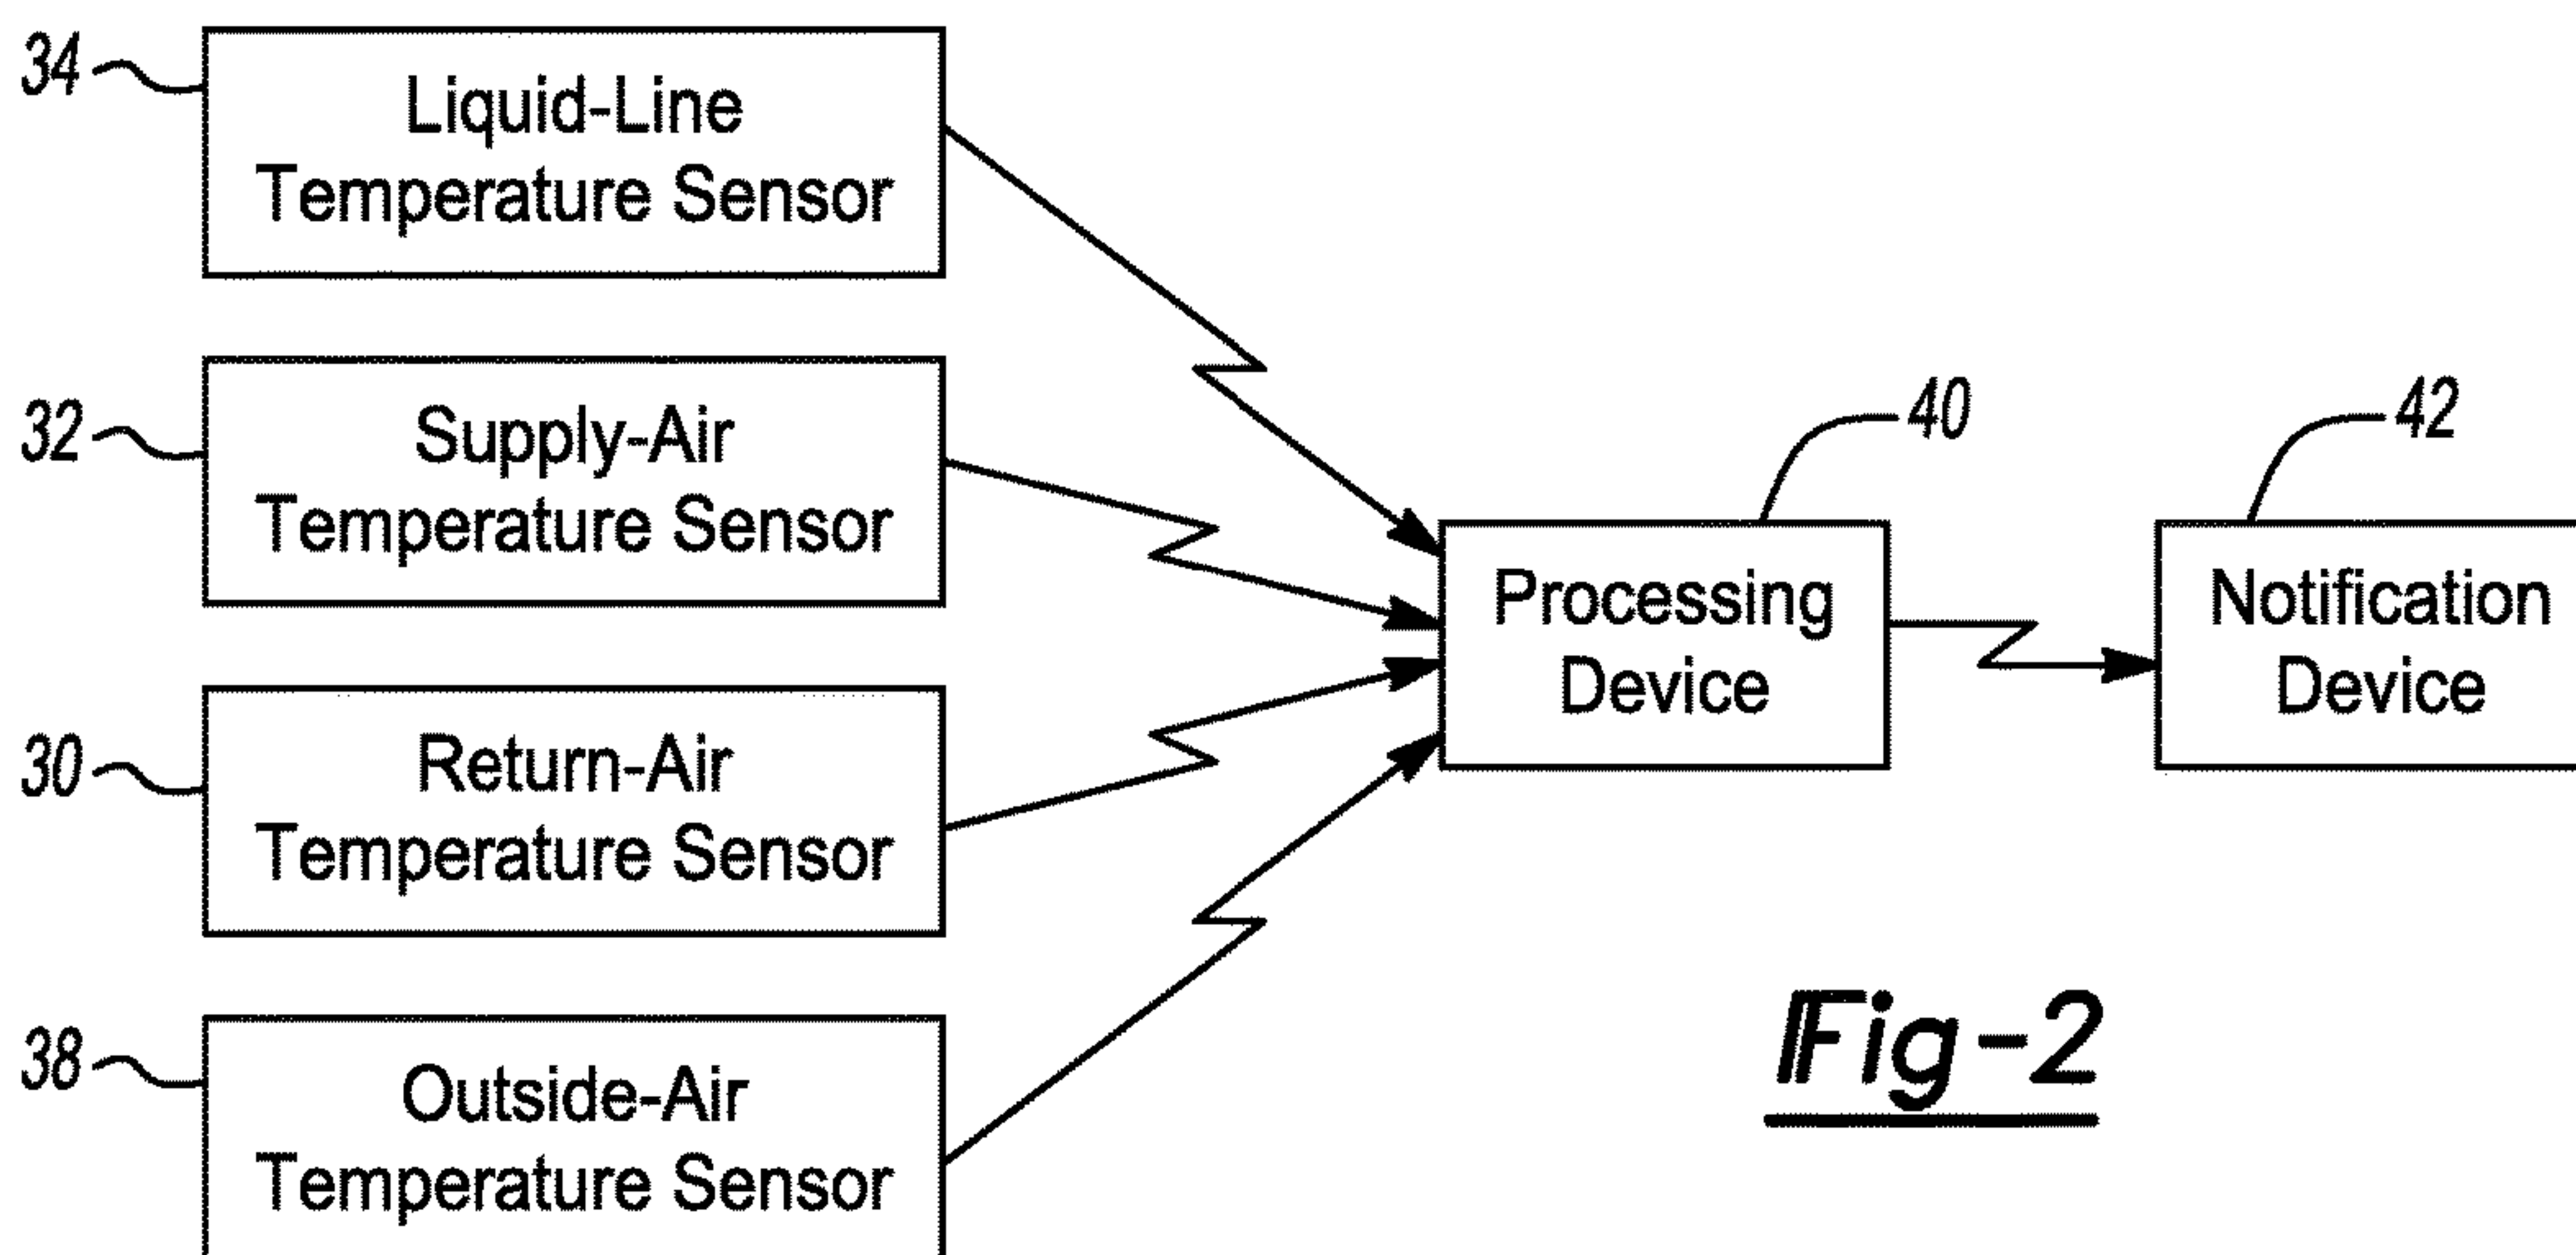 34
Liquid-Line
Temperature Sensor
32
Supply-Air
Temperature Sensor
40
42
Processing
Device
Notification
Device
30
Return-Air
Temperature Sensor
38
Outside-Air
Temperature Sensor
Fig-2